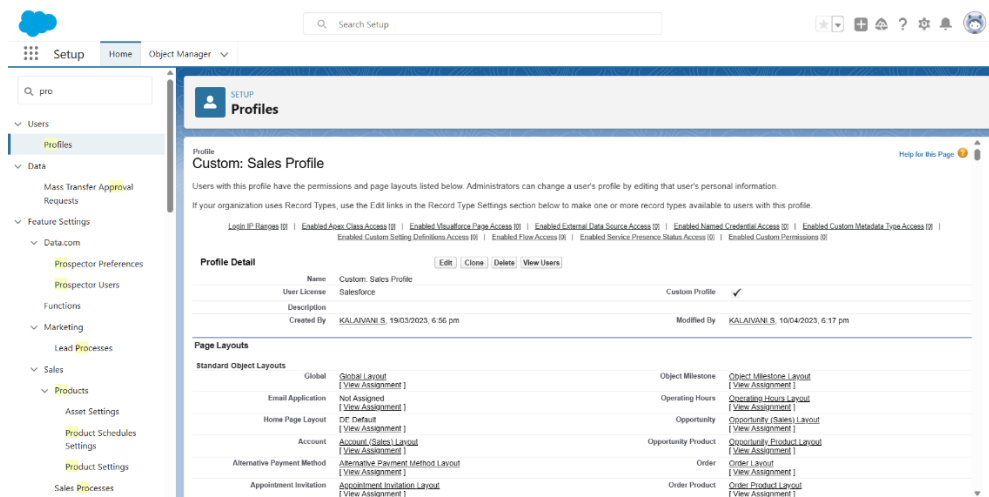 Search Setup
Setup
Home
Object Manager
pro
Users
Profiles
Data
Mass Transfer Approval
Requests
Feature Settings
Data.com
Prospector Preferences
Prospector Users
Functions
Marketing
Lead Processes
Sales
Products
Asset Settings
Product Schedules
Settings
Product Settings
Sales Processes
SETUP
Profiles
Profile
Custom: Sales Profile
Help for this Page
Users with this profile have the permissions and page layouts listed below. Administrators can change a user's profile by editing that user's personal information.
If your organization uses Record Types, use the Edit links in the Record Type Settings section below to make one or more record types available to users with this profile.
Login IP Ranges [0] | Enabled Apex Class Access [0] | Enabled Visualforce Page Access [0] | Enabled External Data Source Access [0] | Enabled Named Credential Access [0] | Enabled Custom Metadata Type Access [0] |
Enabled Custom Setting Definitions Access [0] | Enabled Flow Access [0] | Enabled Service Presence Status Access [0] | Enabled Custom Permissions [0]
Profile Detail Edit Clone Delete View Users
Name Custom: Sales Profile
User License Salesforce Custom Profile ✓
Description
Created By KALAIVANI S, 19/03/2023, 6:56 pm Modified By KALAIVANI S, 10/04/2023, 6:17 pm
Page Layouts
Standard Object Layouts
Global Global Layout Object Milestone Object Milestone Layout
[ View Assignment ] [ View Assignment ]
Email Application Not Assigned Operating Hours Operating Hours Layout
[ View Assignment ] [ View Assignment ]
Home Page Layout DE Default Opportunity Opportunity (Sales) Layout
[ View Assignment ] [ View Assignment ]
Account Account (Sales) Layout Opportunity Product Opportunity Product Layout
[ View Assignment ] [ View Assignment ]
Alternative Payment Method Alternative Payment Method Layout Order Order Layout
[ View Assignment ] [ View Assignment ]
Appointment Invitation Appointment Invitation Layout Order Product Order Product Layout
[ View Assignment ] [ View Assignment ]